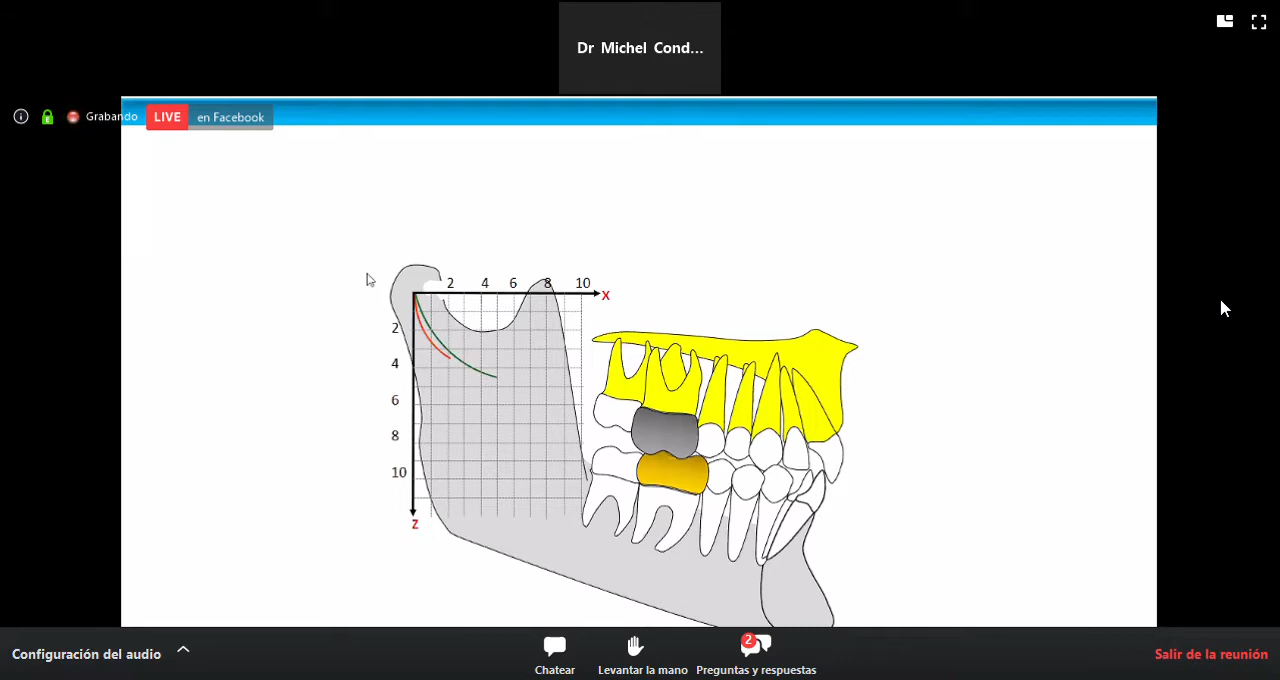 Dr Michel Cond...
Grabando
LIVE
en Facebook
2 4 6 8 10
X
2
4
6
8
10
Z
Configuración del audio
Chatear
Levantar la mano
2
Preguntas y respuestas
Salir de la reunión